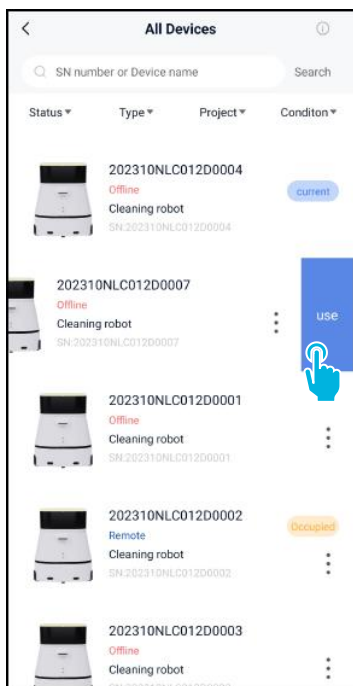 All Devices
SN number or Device name Search
Status Type Project Conditon
202310NLC012D0004
Offline
current
Cleaning robot
SN:202310NLC012D0004
202310NLC012D0007
Offline
use
Cleaning robot
SN:202310NLC012D0007
202310NLC012D0001
Offline
Cleaning robot
SN:202310NLC012D0001
202310NLC012D0002
Remote
Occupied
Cleaning robot
SN:202310NLC012D0002
202310NLC012D0003
Offline
Cleaning robot